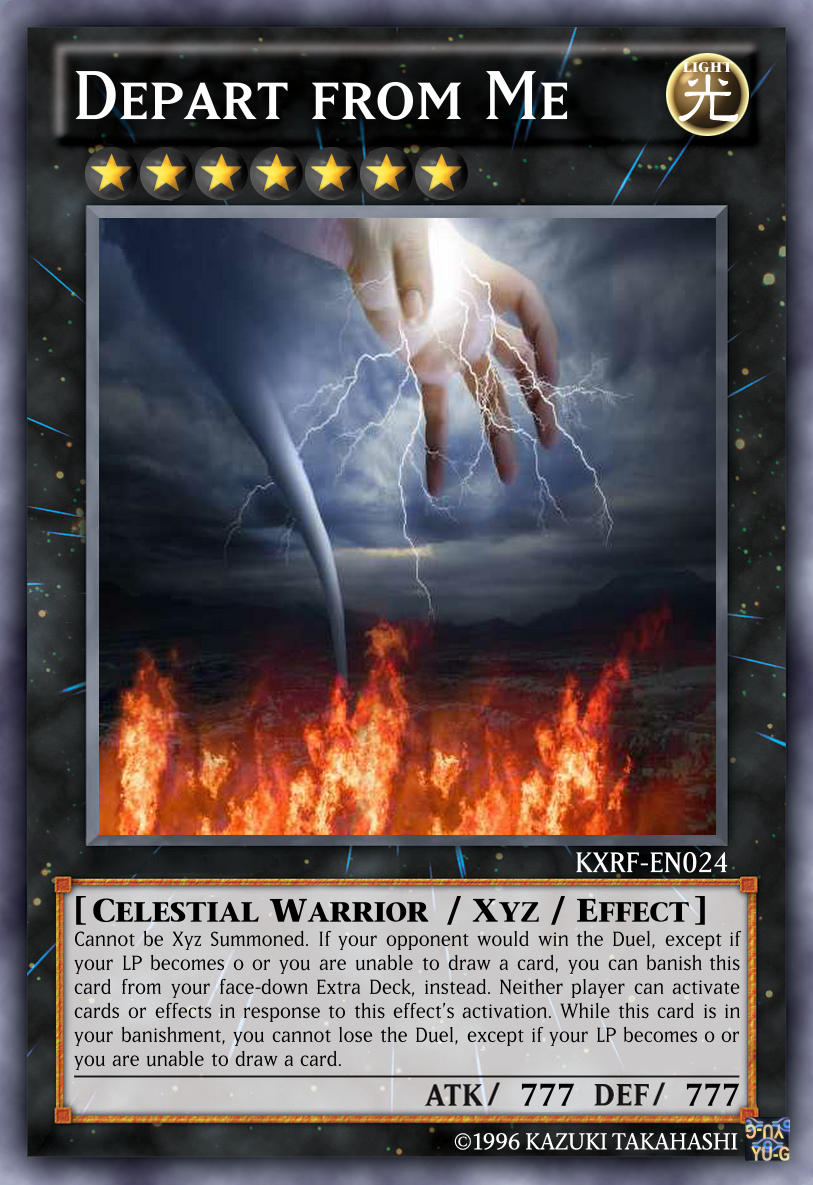 Depart from Me
LIGHT
光
KXRF-EN024
[ Celestial Warrior / Xyz / Effect ]
Cannot be Xyz Summoned. If your opponent would win the Duel, except if
your LP becomes 0 or you are unable to draw a card, you can banish this
card from your face-down Extra Deck, instead. Neither player can activate
cards or effects in response to this effect's activation. While this card is in
your banishment, you cannot lose the Duel, except if your LP becomes 0 or
you are unable to draw a card.
ATK/ 777 DEF/ 777
©1996 KAZUKI TAKAHASHI
YU-G
YU-G